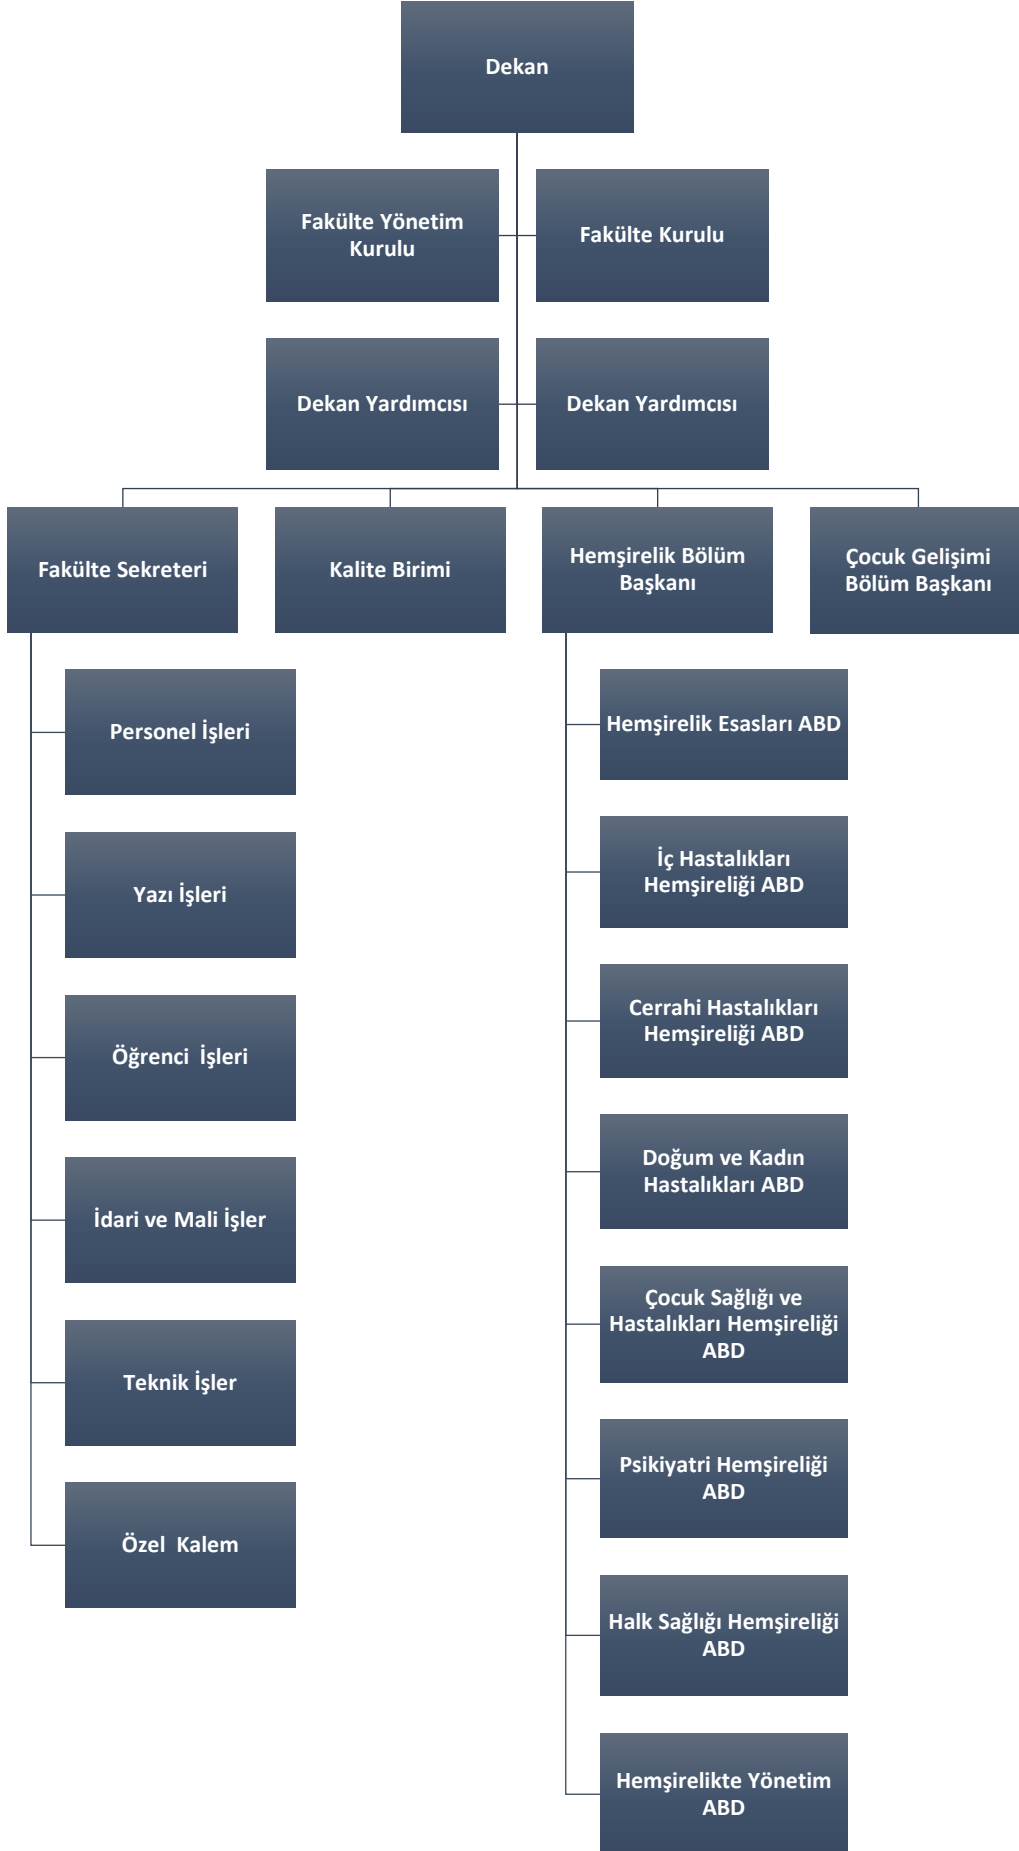 Dekan
Fakülte Yönetim
Kurulu
Fakülte Kurulu
Dekan Yardımcısı
Dekan Yardımcısı
Fakülte Sekreteri
Kalite Birimi
Hemşirelik Bölüm
Başkanı
Çocuk Gelişimi
Bölüm Başkanı
Personel İşleri
Yazı İşleri
Öğrenci  İşleri
İdari ve Mali İşler
Teknik İşler
Özel  Kalem
Hemşirelik Esasları ABD
İç Hastalıkları
Hemşireliği ABD
Cerrahi Hastalıkları
Hemşireliği ABD
Doğum ve Kadın
Hastalıkları ABD
Çocuk Sağlığı ve
Hastalıkları Hemşireliği
ABD
Psikiyatri Hemşireliği
ABD
Halk Sağlığı Hemşireliği
ABD
Hemşirelikte Yönetim
ABD